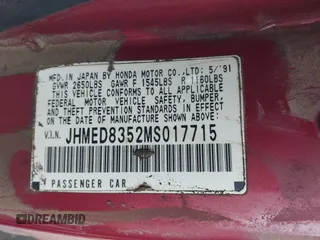 MFD. IN JAPAN BY HONDA MOTOR CO.,LTD: 5/'91
GVWR 2650LBS GAWR F 1545LBS R 1160LBS
THIS VEHICLE CONFORMS TO ALL APPLICABLE
FEDERAL MOTOR VEHICLE SAFETY, BUMPER,
AND THEFT PREVENTION STANDARDS IN EFFECT
ON THE DATE OF MANUFACTURE SHOWN ABOVE.
V.I.N. JHMED8352MS017715
PASSENGER CAR
DREAMBID